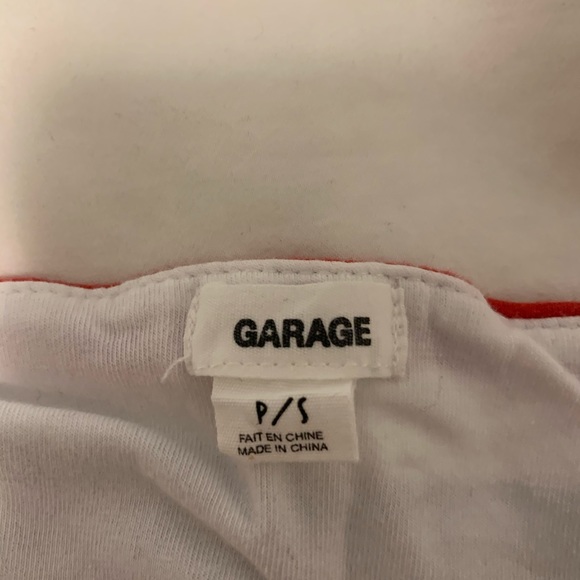 GARAGE
P/S
FAIT EN CHINE
MADE IN CHINA